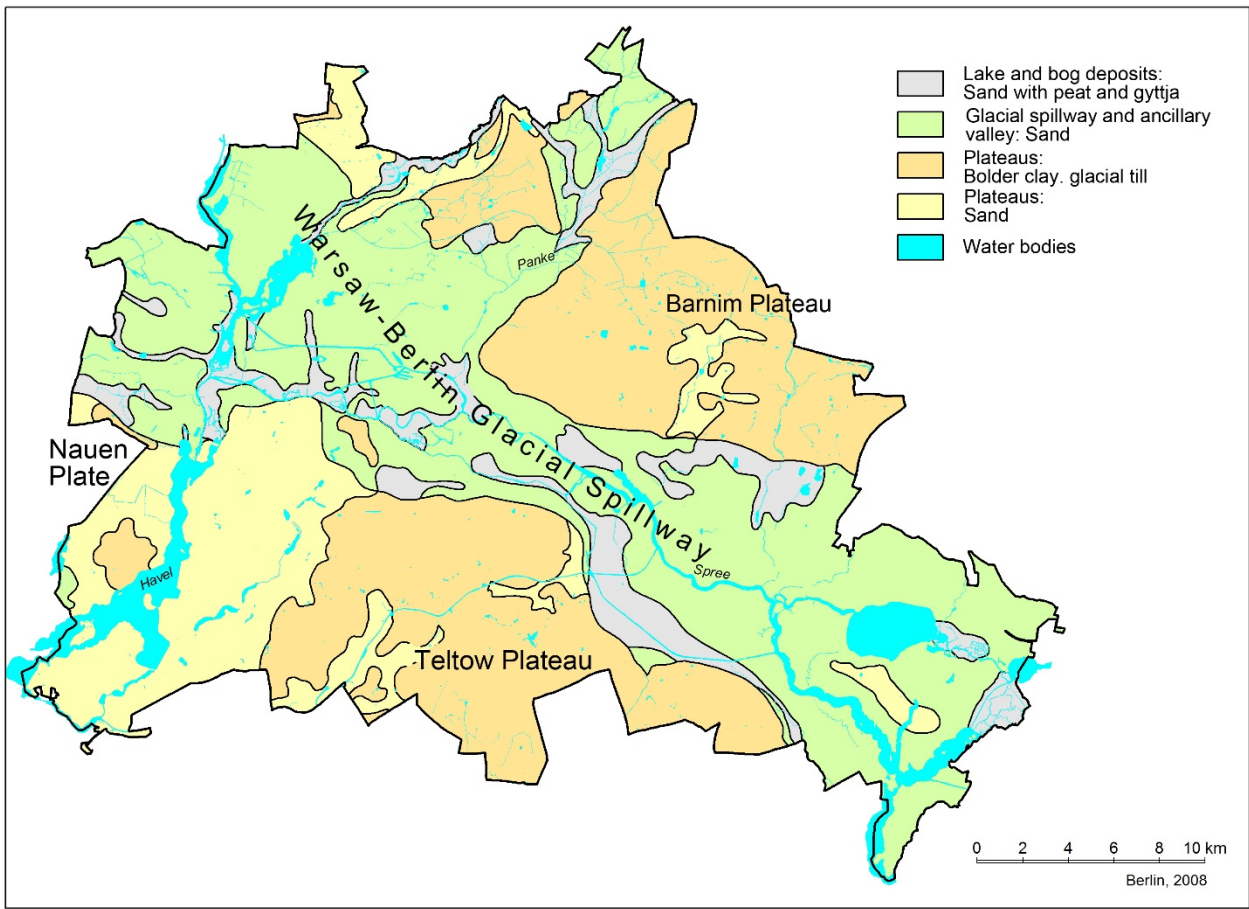 Lake and bog deposits:
Sand with peat and gyttja
Glacial spillway and ancillary
valley: Sand
Plateaus:
Bolder clay. glacial till
Plateaus:
Sand
Water bodies
Warsaw-Berlin Glacial Spillway
Panke
Barnim Plateau
Nauen
Plate
Havel
Spree
Teltow Plateau
0 2 4 6 8 10 km
Berlin, 2008